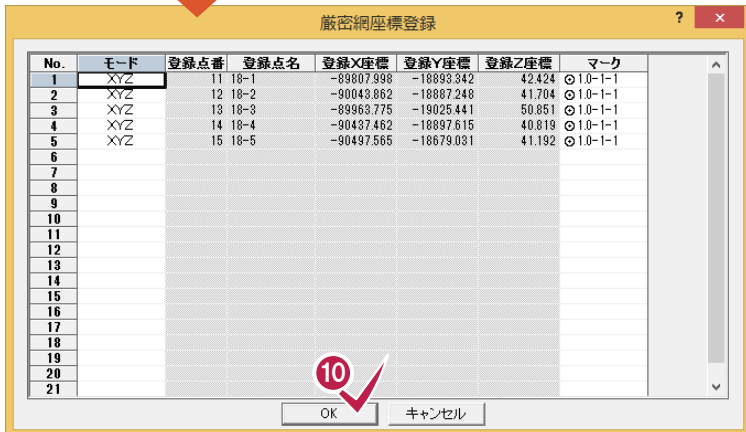 厳密網座標登録 ? ×
No. モード 登録点番 登録点名 登録X座標 登録Y座標 登録Z座標 マーク
1 XYZ 11 18-1 -89807.998 -18893.342 42.424 ⊙1.0-1-1
2 XYZ 12 18-2 -90043.862 -18887.248 41.704 ⊙1.0-1-1
3 XYZ 13 18-3 -89963.775 -19025.441 50.851 ⊙1.0-1-1
4 XYZ 14 18-4 -90437.462 -18897.615 40.819 ⊙1.0-1-1
5 XYZ 15 18-5 -90497.565 -18679.031 41.192 ⊙1.0-1-1
6
7
8
9
10
11
12
13
14
15
16
17
18
19
20
21
10
OK キャンセル